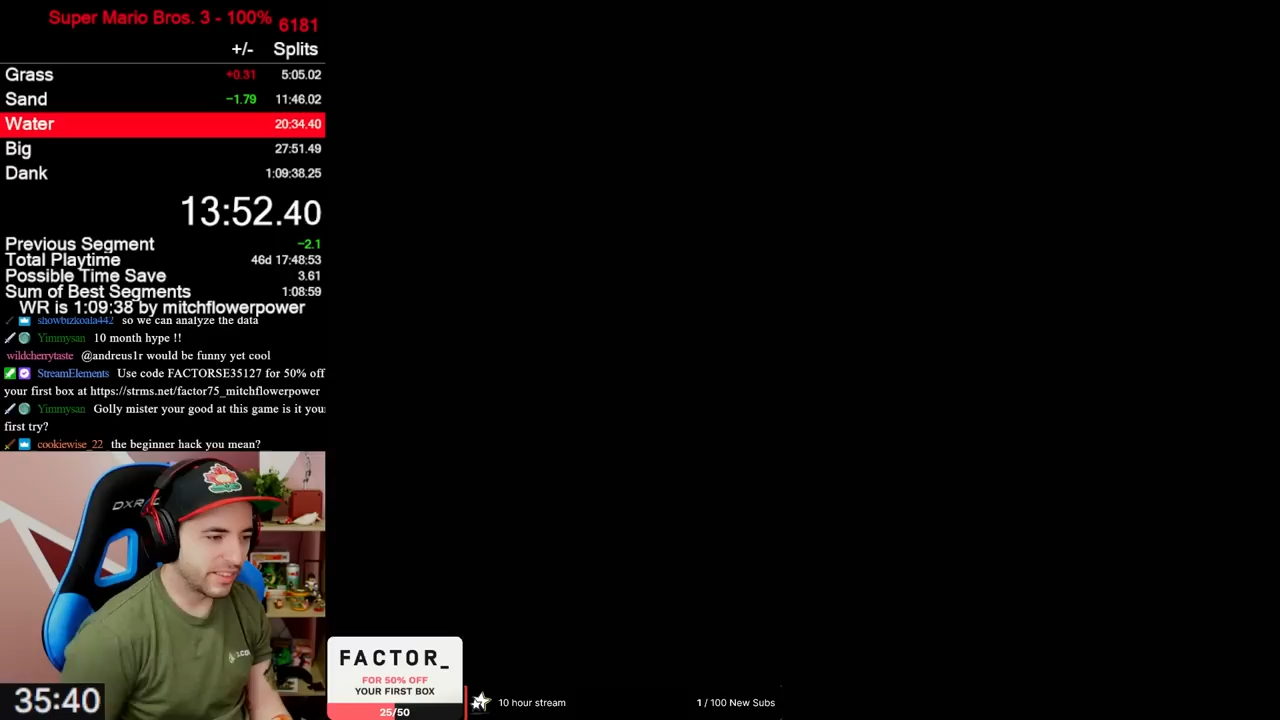 Super Mario Bros. 3 - 100% 6181
+/- Splits
Grass +0.31 5:05.02
Sand −1.79 11:46.02
Water 20:34.40
Big 27:51.49
Dank 1:09:38.25
13:52.40
Previous Segment −2.1
Total Playtime 46d 17:48:53
Possible Time Save 3.61
Sum of Best Segments 1:08:59
WR is 1:09:38 by mitchflowerpower
showbizkoala442 so we can analyze the data
Yimmysan 10 month hype !!
wildcherrytaste @andreus1r would be funny yet cool
StreamElements Use code FACTORSE35127 for 50% off
your first box at https://strms.net/factor75_mitchflowerpower
Yimmysan Golly mister your good at this game is it your
first try?
cookiewise_22 the beginner hack you mean?
DXR
35:40
FACTOR_
FOR 50% OFF
YOUR FIRST BOX
25/50
10 hour stream 1 / 100 New Subs